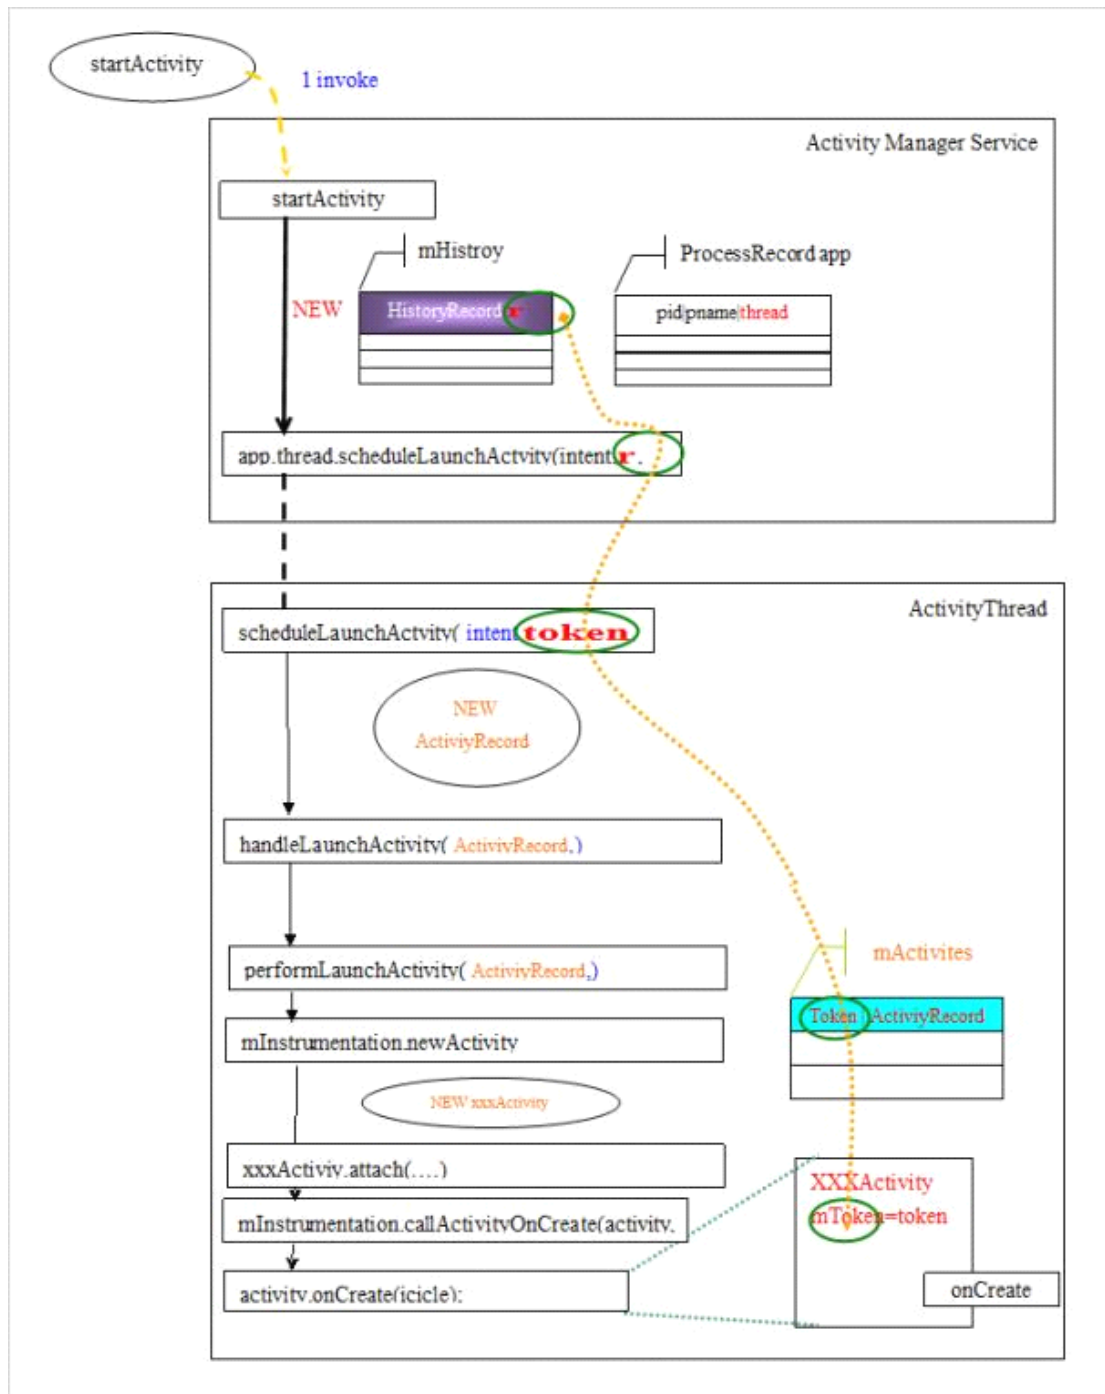 startActivity
1 invoke
Activity Manager Service
startActivity
mHistroy
ProcessRecord app
NEW
HistoryRecord r
pid|pname|thread
app.thread.scheduleLaunchActvity(intent,r ,
ActivityThread
scheduleLaunchActvity( intent token
NEW
ActiviyRecord
handleLaunchActivity( ActiviyRecord,)
mActivites
performLaunchActivity( ActiviyRecord,)
Token ActiviyRecord
mInstrumentation.newActivity
NEW xxxActivity
xxxActiviy.attach(....)
XXXActivity
mToken=token
mInstrumentation.callActivityOnCreate(activity,
activity.onCreate(icicle);
onCreate